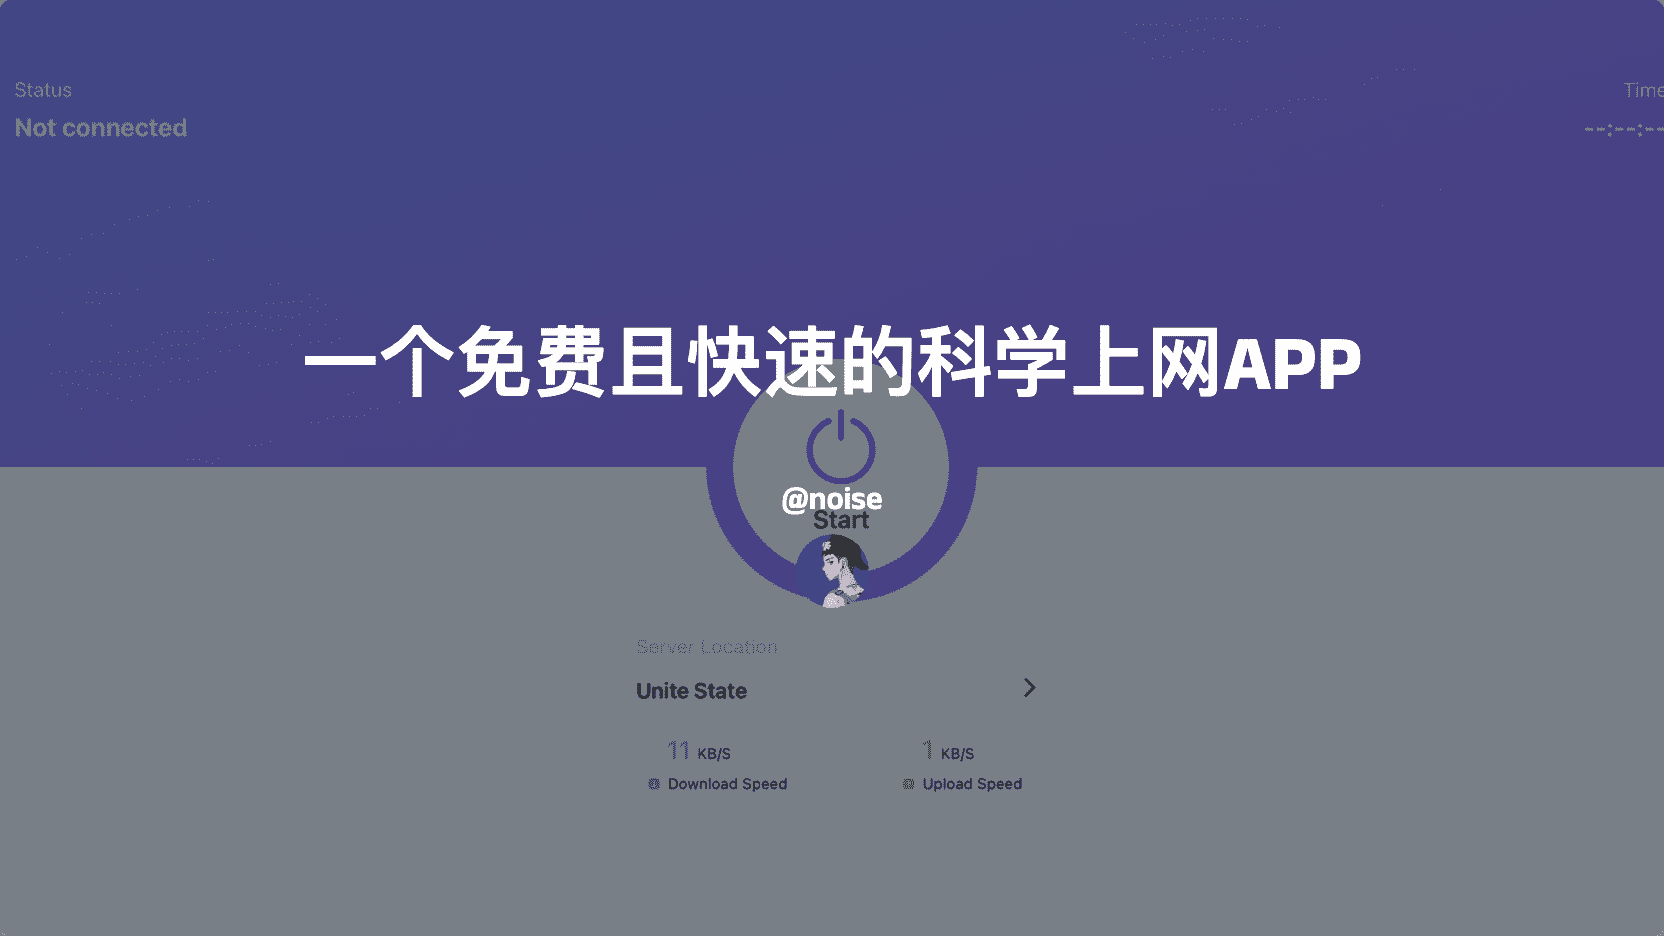 Status
Time
Not connected
--:--:--
一个免费且快速的科学上网APP
@noise
Start
Server Location
Unite State
11 KB/S
1 KB/S
Download Speed
Upload Speed